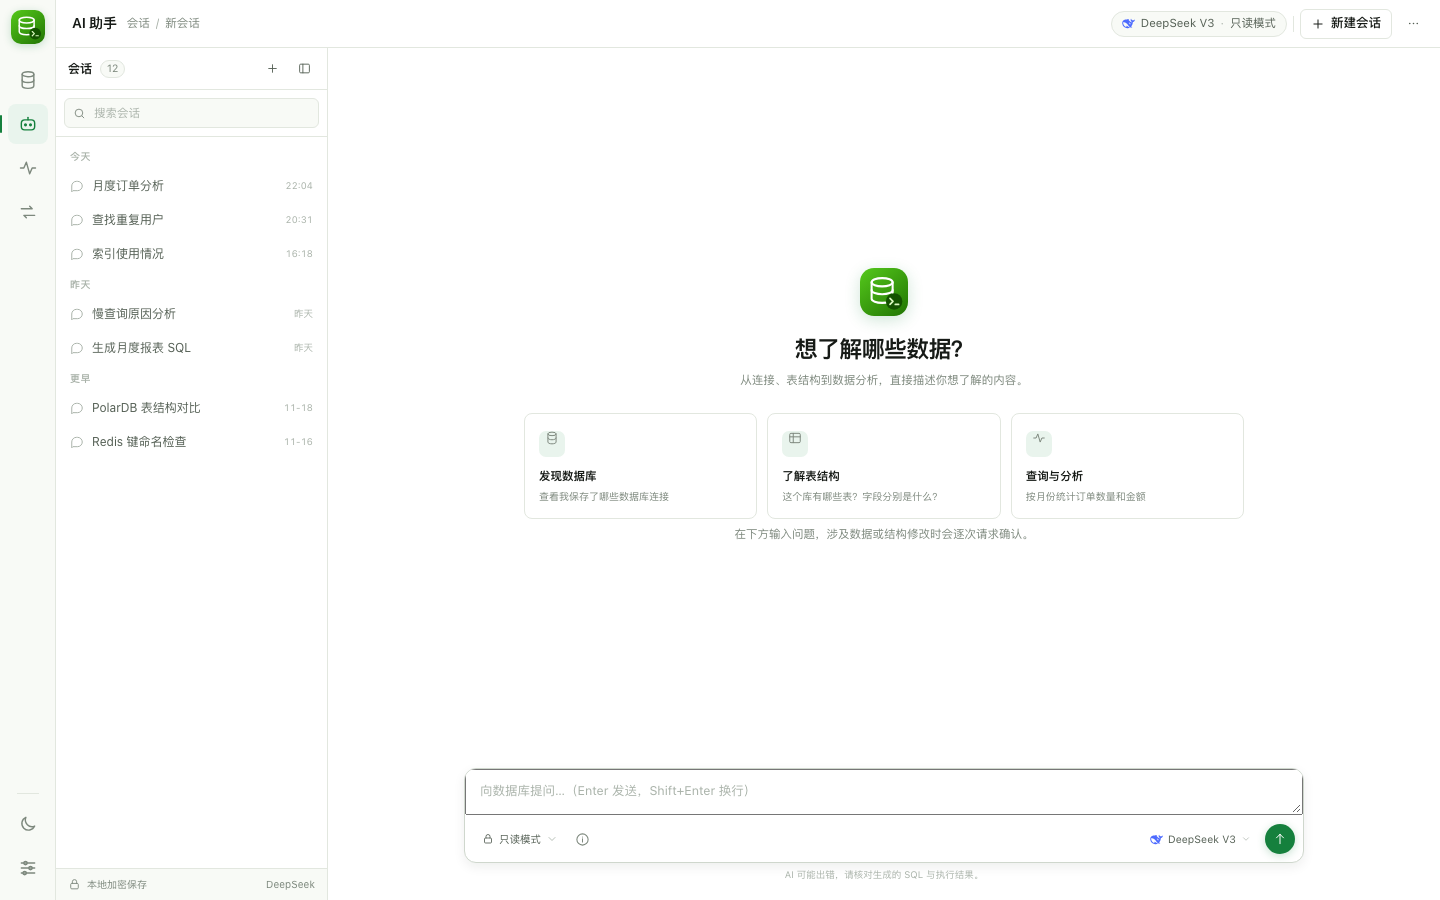 AI 助手 会话 / 新会话
DeepSeek V3 · 只读模式
新建会话
会话 12
搜索会话
今天
月度订单分析 22:04
查找重复用户 20:31
索引使用情况 16:18
昨天
慢查询原因分析 昨天
生成月度报表 SQL 昨天
更早
PolarDB 表结构对比 11-18
Redis 键命名检查 11-16
本地加密保存 DeepSeek
想了解哪些数据？
从连接、表结构到数据分析，直接描述你想了解的内容。
发现数据库
查看我保存了哪些数据库连接
了解表结构
这个库有哪些表？字段分别是什么？
查询与分析
按月份统计订单数量和金额
在下方输入问题，涉及数据或结构修改时会逐次请求确认。
向数据库提问...（Enter 发送，Shift+Enter 换行）
只读模式
DeepSeek V3
AI 可能出错，请核对生成的 SQL 与执行结果。